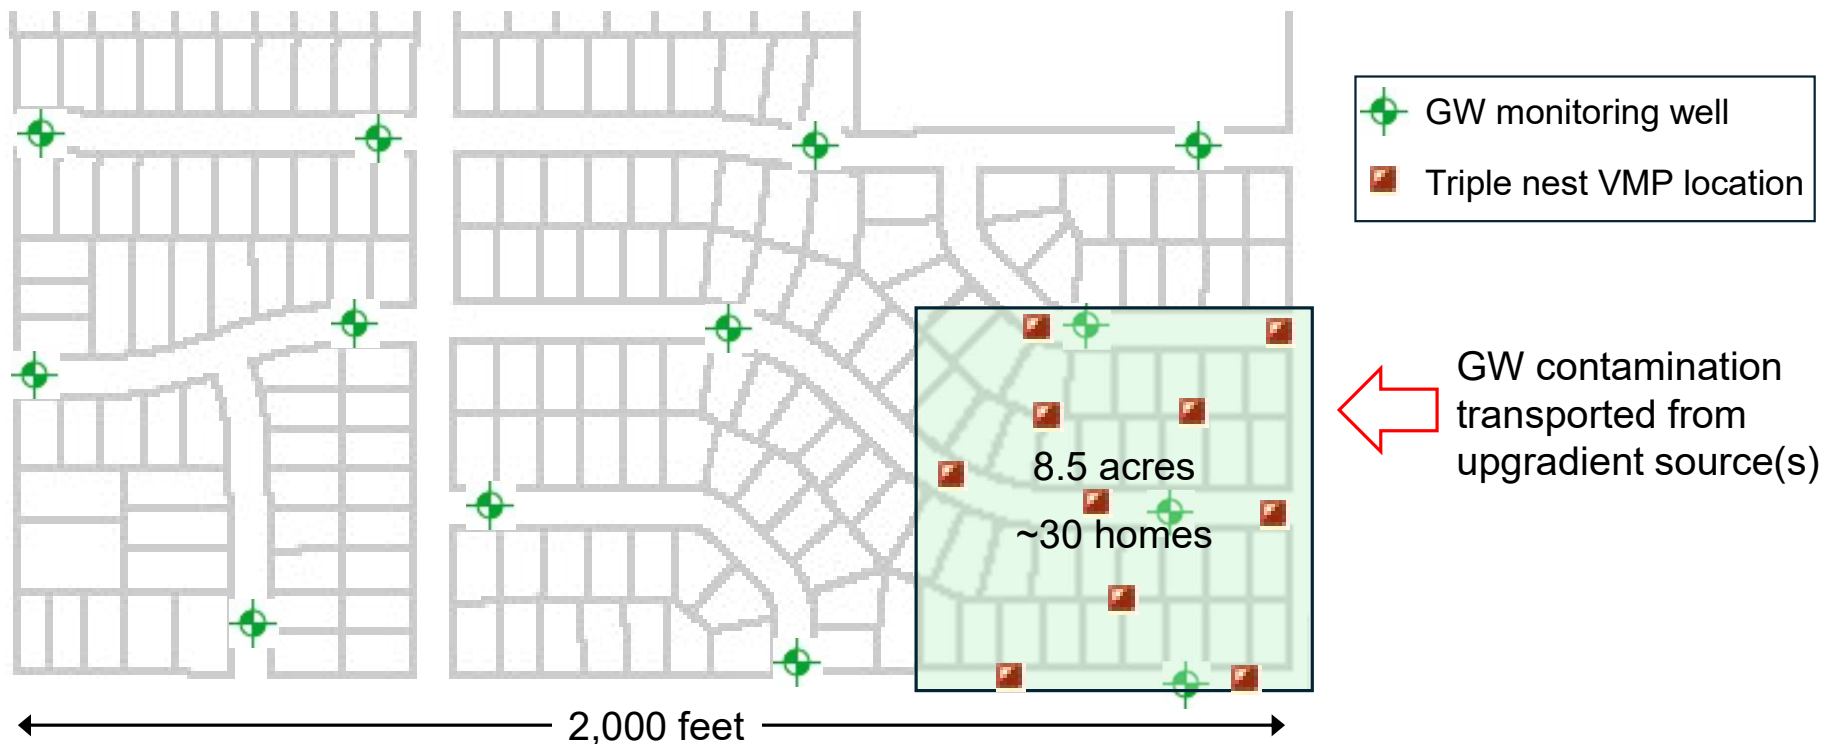 GW monitoring well
Triple nest VMP location
GW contamination
transported from
upgradient source(s)
8.5 acres
~30 homes
2,000 feet